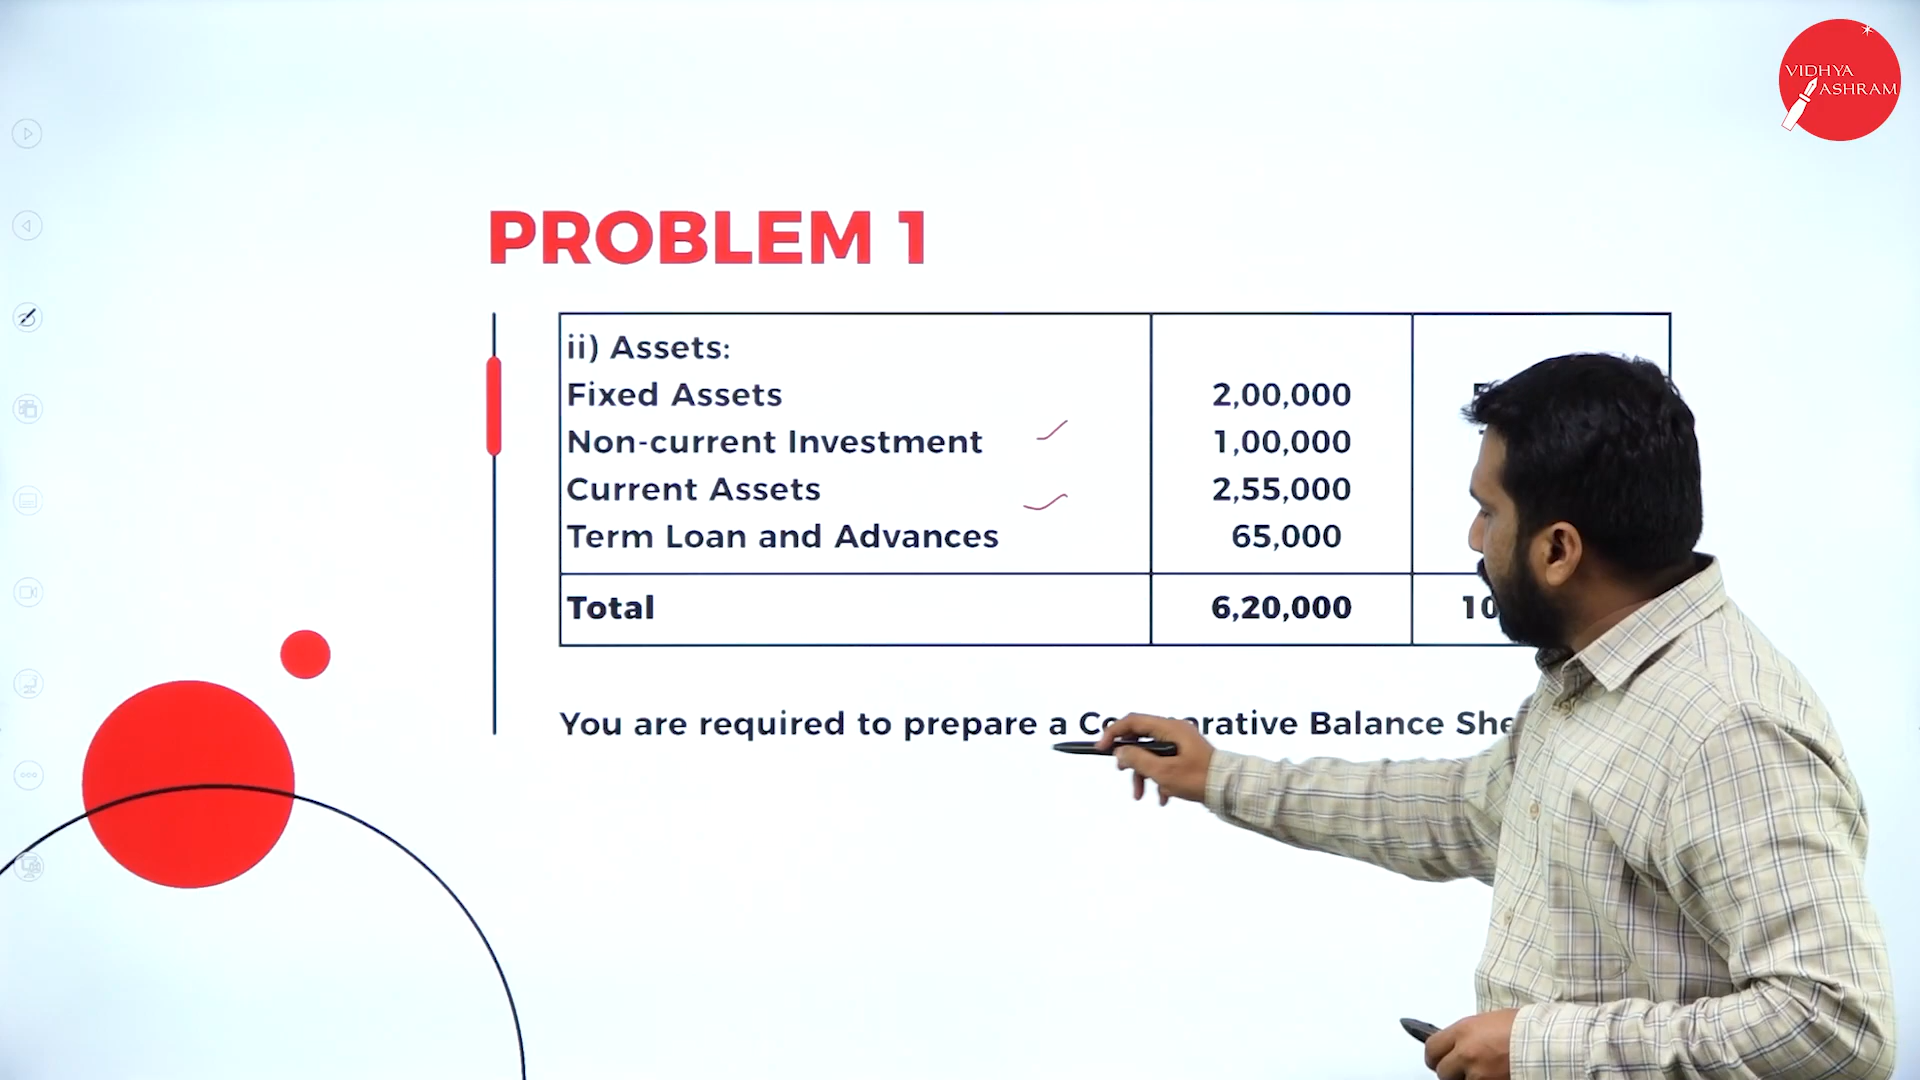 VIDHYA
ASHRAM
PROBLEM 1
ii) Assets:
Fixed Assets 2,00,000
Non-current Investment 1,00,000
Current Assets 2,55,000
Term Loan and Advances 65,000
Total 6,20,000
You are required to prepare a Balance